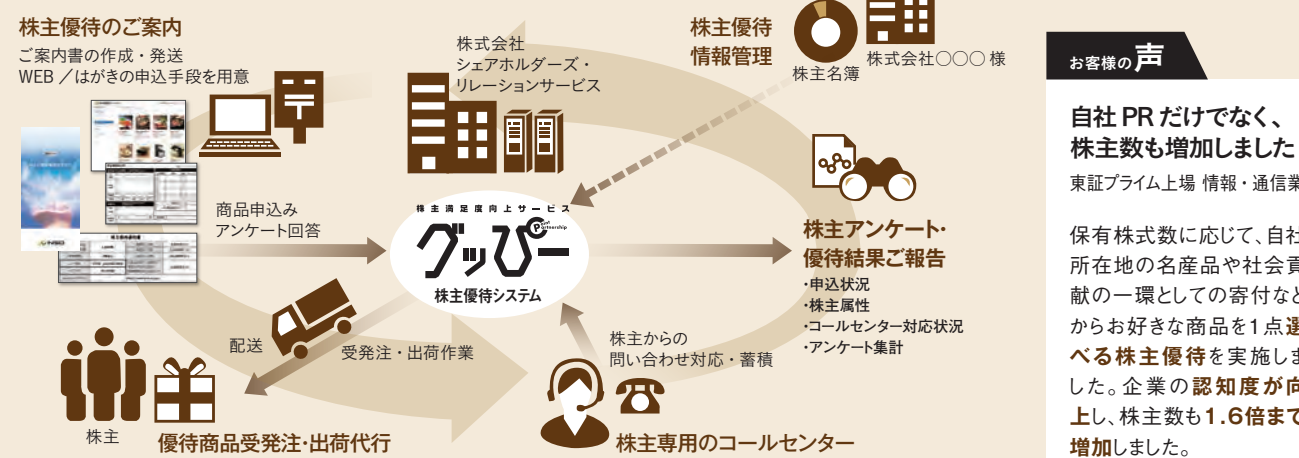 株主優待のご案内
ご案内書の作成・発送
WEB／はがきの申込手段を用意
株式会社
シェアホルダーズ・
リレーションサービス
株主優待
情報管理
株主名簿
株式会社○○○ 様
商品申込み
アンケート回答
株主満足度向上サービス
グッぴー
Good Partnership
株主優待システム
株主アンケート・
優待結果ご報告
・申込状況
・株主属性
・コールセンター対応状況
・アンケート集計
配送
受発注・出荷作業
株主からの
問い合わせ対応・蓄積
株主
優待商品受発注・出荷代行
株主専用のコールセンター
お客様の声
自社 PR だけでなく、
株主数も増加しました
東証プライム上場 情報・通信業
保有株式数に応じて、自社
所在地の名産品や社会貢
献の一環としての寄付など
からお好きな商品を1点選
べる株主優待を実施しま
した。企業の認知度が向
上し、株主数も1.6倍まで
増加しました。